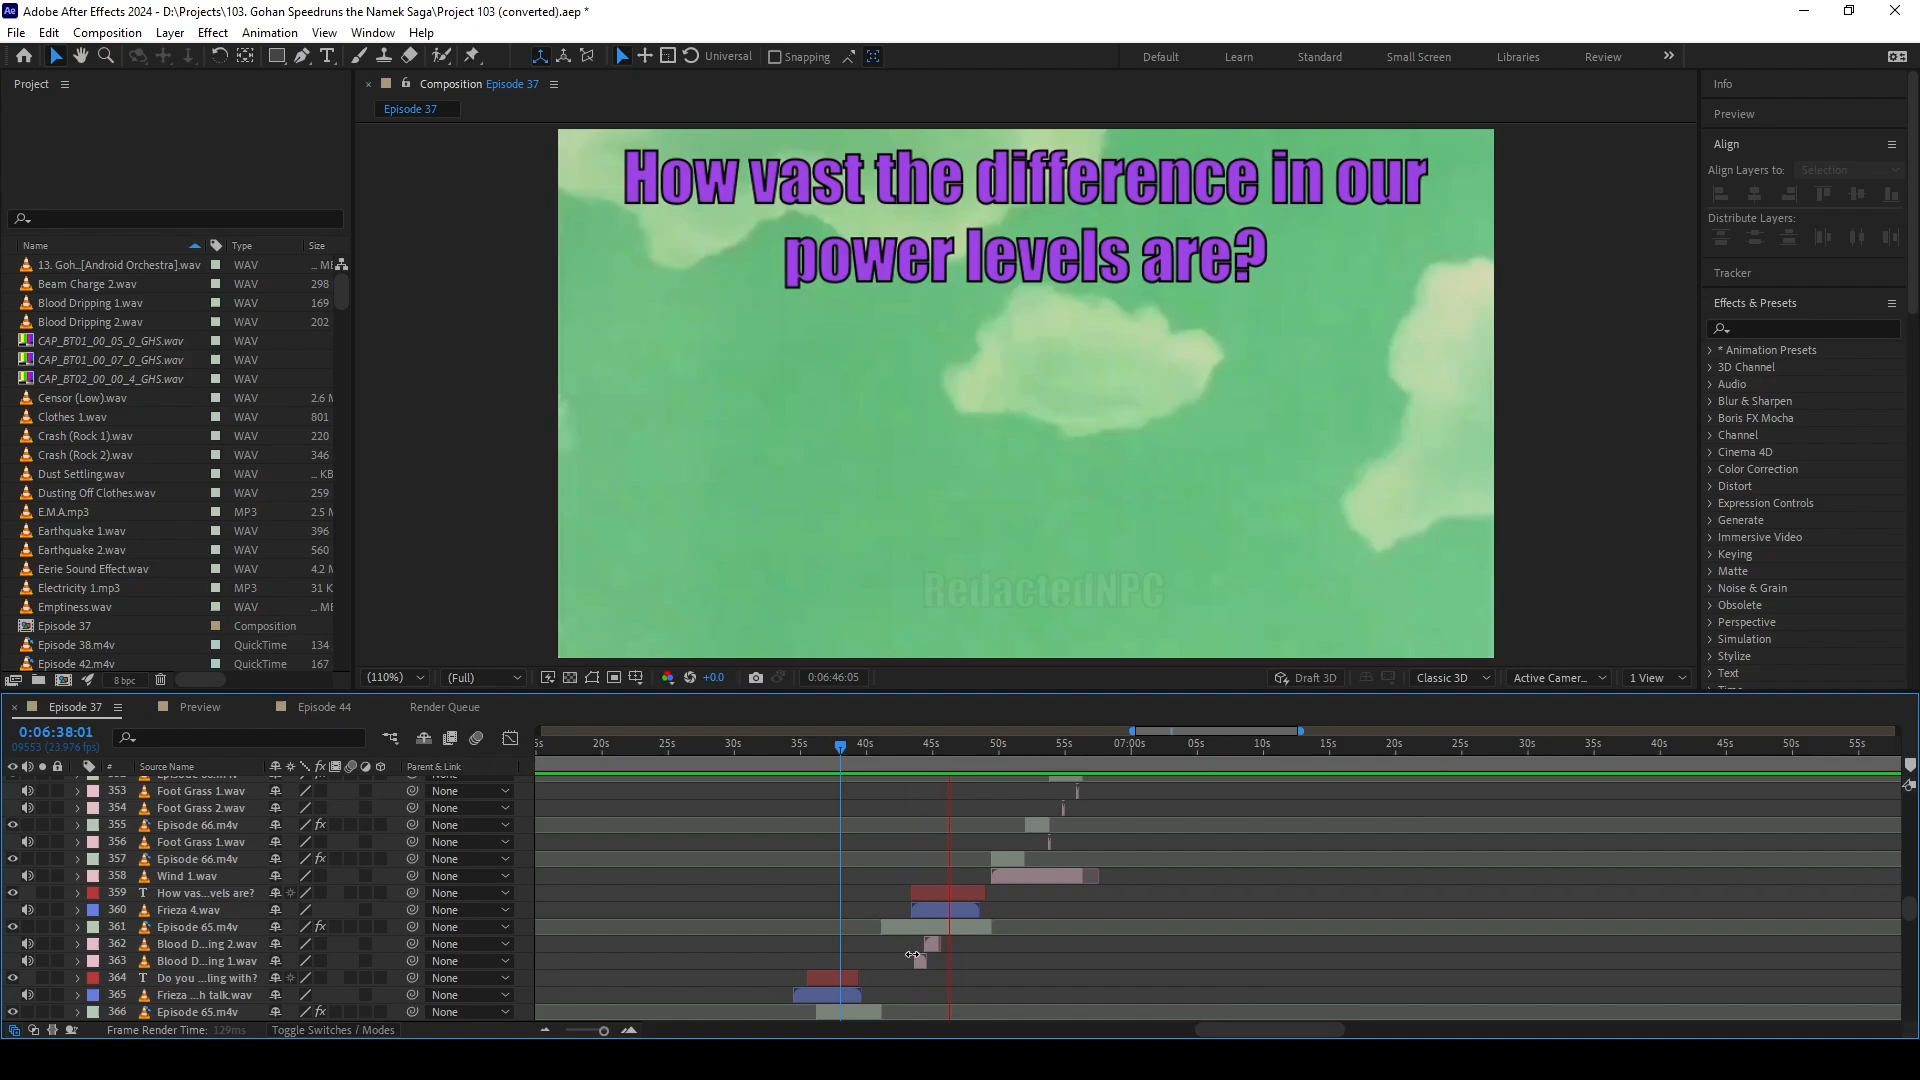 Adobe After Effects 2024 - D:\Projects\103. Gohan Speedruns the Namek Saga\Project 103 (converted).aep *
File Edit Composition Layer Effect Animation View Window Help
Universal Snapping Default Learn Standard Small Screen Libraries Review
Project
Composition Episode 37
Episode 37
How vast the difference in our
power levels are?
RedactedNPC
Name Type Size
13. Goh...[Android Orchestra].wav WAV
Beam Charge 2.wav WAV 298
Blood Dripping 1.wav WAV 169
Blood Dripping 2.wav WAV 202
CAP_BT01_00_05_0_GHS.wav WAV
CAP_BT01_00_07_0_GHS.wav WAV
CAP_BT02_00_00_4_GHS.wav WAV
Censor (Low).wav WAV 2.6
Clothes 1.wav WAV 801
Crash (Rock 1).wav WAV 220
Crash (Rock 2).wav WAV 346
Dust Settling.wav WAV ... KB
Dusting Off Clothes.wav WAV 259
E.M.A.mp3 MP3 2.5
Earthquake 1.wav WAV 396
Earthquake 2.wav WAV 560
Eerie Sound Effect.wav WAV 4.2
Electricity 1.mp3 MP3 31
Emptiness.wav WAV
Episode 37 Composition
Episode 38.m4v QuickTime 134
Episode 42.m4v QuickTime 167
8 bpc
(110%) (Full) +0.0 0:06:46:05 Draft 3D Classic 3D Active Camer... 1 View
Info
Preview
Align
Align Layers to: Selection
Distribute Layers:
Tracker
Effects & Presets
* Animation Presets
3D Channel
Audio
Blur & Sharpen
Boris FX Mocha
Channel
Cinema 4D
Color Correction
Distort
Expression Controls
Generate
Immersive Video
Keying
Matte
Noise & Grain
Obsolete
Perspective
Simulation
Stylize
Text
Episode 37 Preview Episode 44 Render Queue
0:06:38:01
09553 (23.976 fps)
5s 20s 25s 30s 35s 40s 45s 50s 55s 07:00s 05s 10s 15s 20s 25s 30s 35s 40s 45s 50s 55s
# Source Name Parent & Link
353 Foot Grass 1.wav None
354 Foot Grass 2.wav None
355 Episode 66.m4v None
356 Foot Grass 1.wav None
357 Episode 66.m4v None
358 Wind 1.wav None
359 T How vas...vels are? None
360 Frieza 4.wav None
361 Episode 65.m4v None
362 Blood D...ing 2.wav None
363 Blood D...ing 1.wav None
364 T Do you ...ling with? None
365 Frieza ...h talk.wav None
366 Episode 65.m4v None
Frame Render Time: 129ms Toggle Switches / Modes